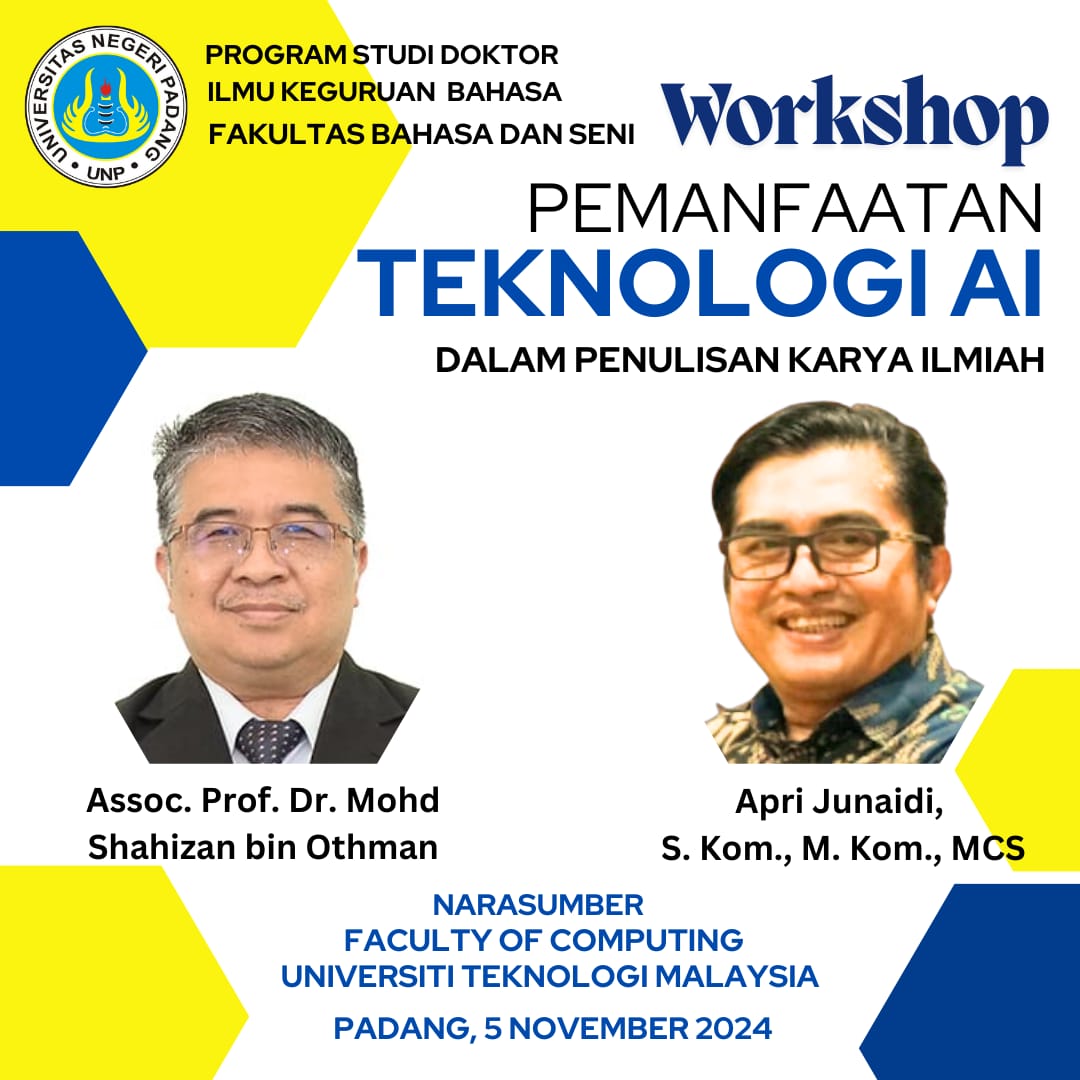 UNIVERSITAS NEGERI PADANG
• UNP •
PROGRAM STUDI DOKTOR
ILMU KEGURUAN BAHASA
FAKULTAS BAHASA DAN SENI
Workshop
PEMANFAATAN
TEKNOLOGI AI
DALAM PENULISAN KARYA ILMIAH
Assoc. Prof. Dr. Mohd
Shahizan bin Othman
Apri Junaidi,
S. Kom., M. Kom., MCS
NARASUMBER
FACULTY OF COMPUTING
UNIVERSITI TEKNOLOGI MALAYSIA
PADANG, 5 NOVEMBER 2024